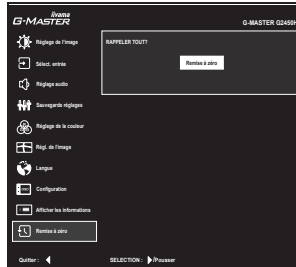 iiyama
G-MASTER
G-MASTER G2450H
Réglage de l'image
RAPPELER TOUT?
Remise à zéro
Sélect. entrée
Réglage audio
Sauvegarde réglages
Réglage de la couleur
Régl. de l'image
Langue
OSD
Configuration
Afficher les informations
Remise à zéro
Quitter :
SELECTION :
/Pousser